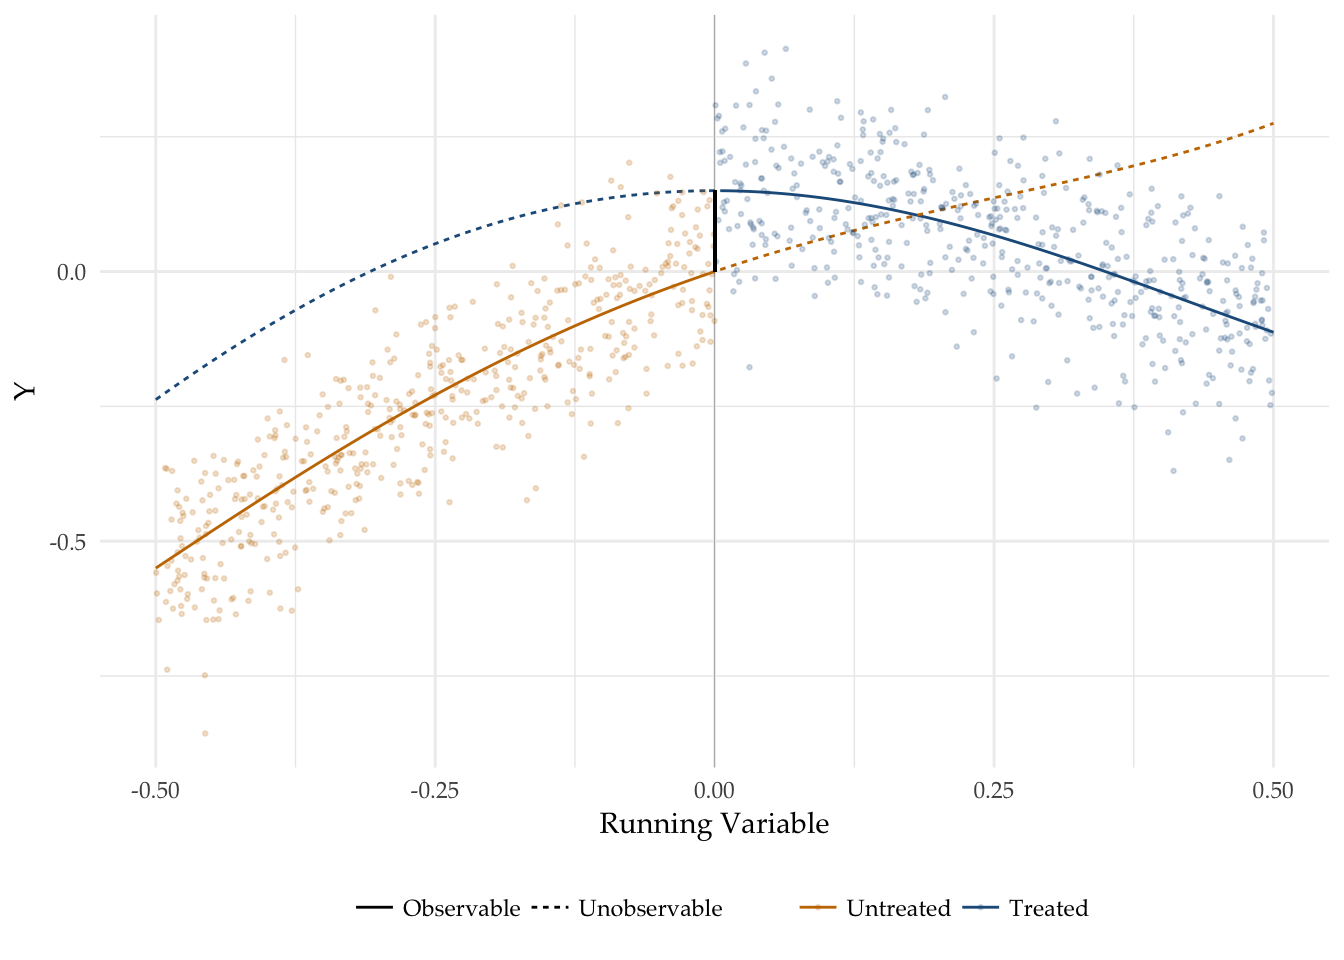 0.0
-0.5
Y
-0.50 -0.25 0.00 0.25 0.50
Running Variable
Observable Unobservable Untreated Treated